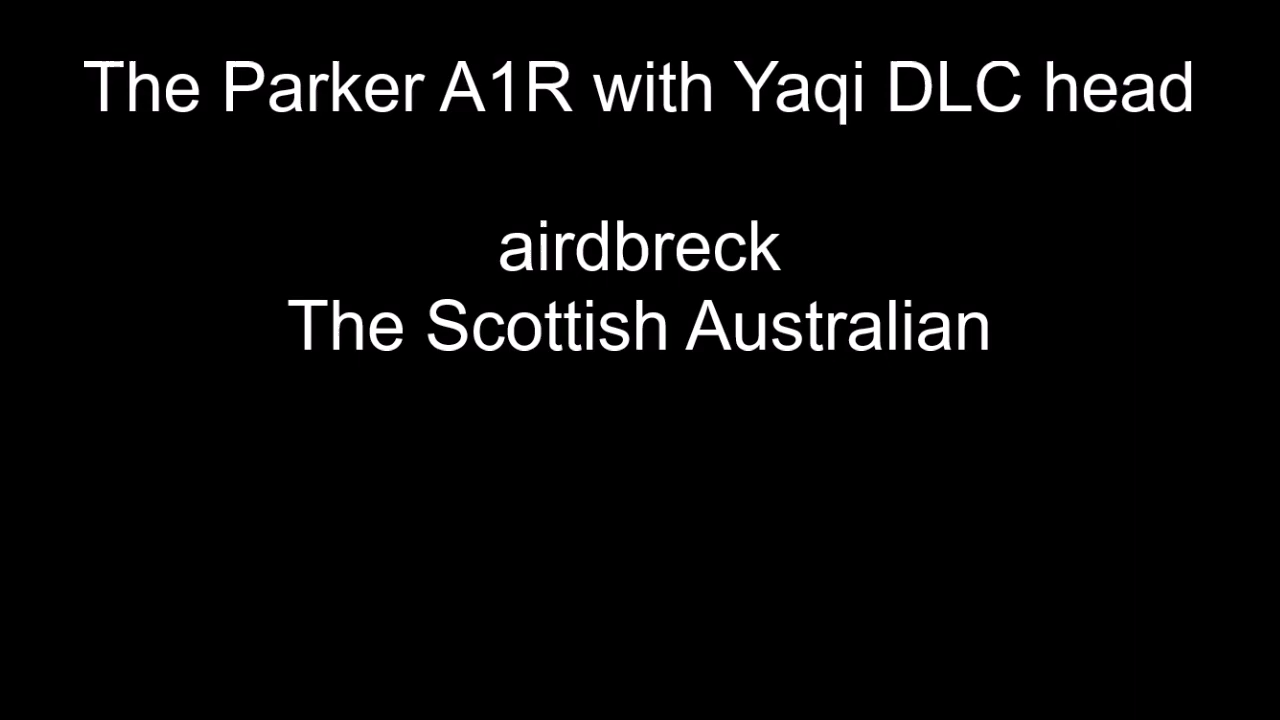 The Parker A1R with Yaqi DLC head
airdbreck
The Scottish Australian